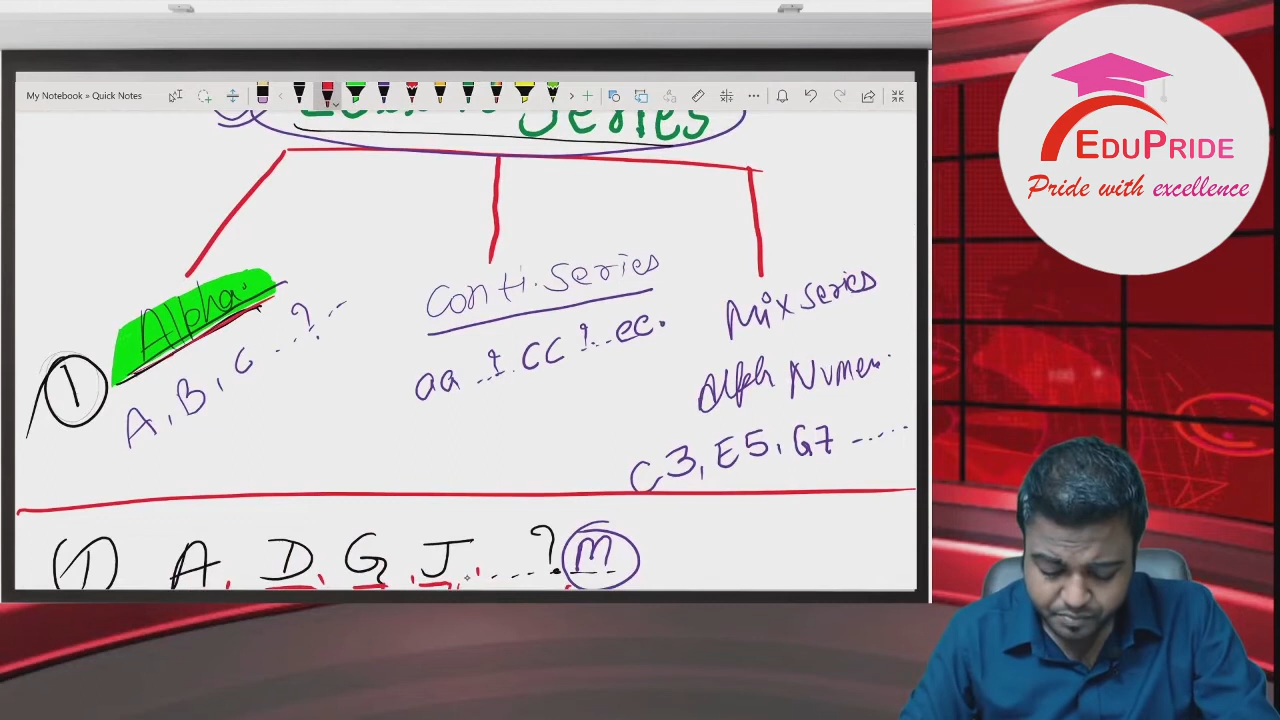 My Notebook » Quick Notes
Series
EDUPRIDE
Pride with excellence
Alpha.
Conti. Series
Mix Series
1
A, B, C ... ? ...
aa ..?.. CC ?... ec.
Alph Numer.
C3, E5, G7 .....
(1) A, D, G, J, ..... ? M